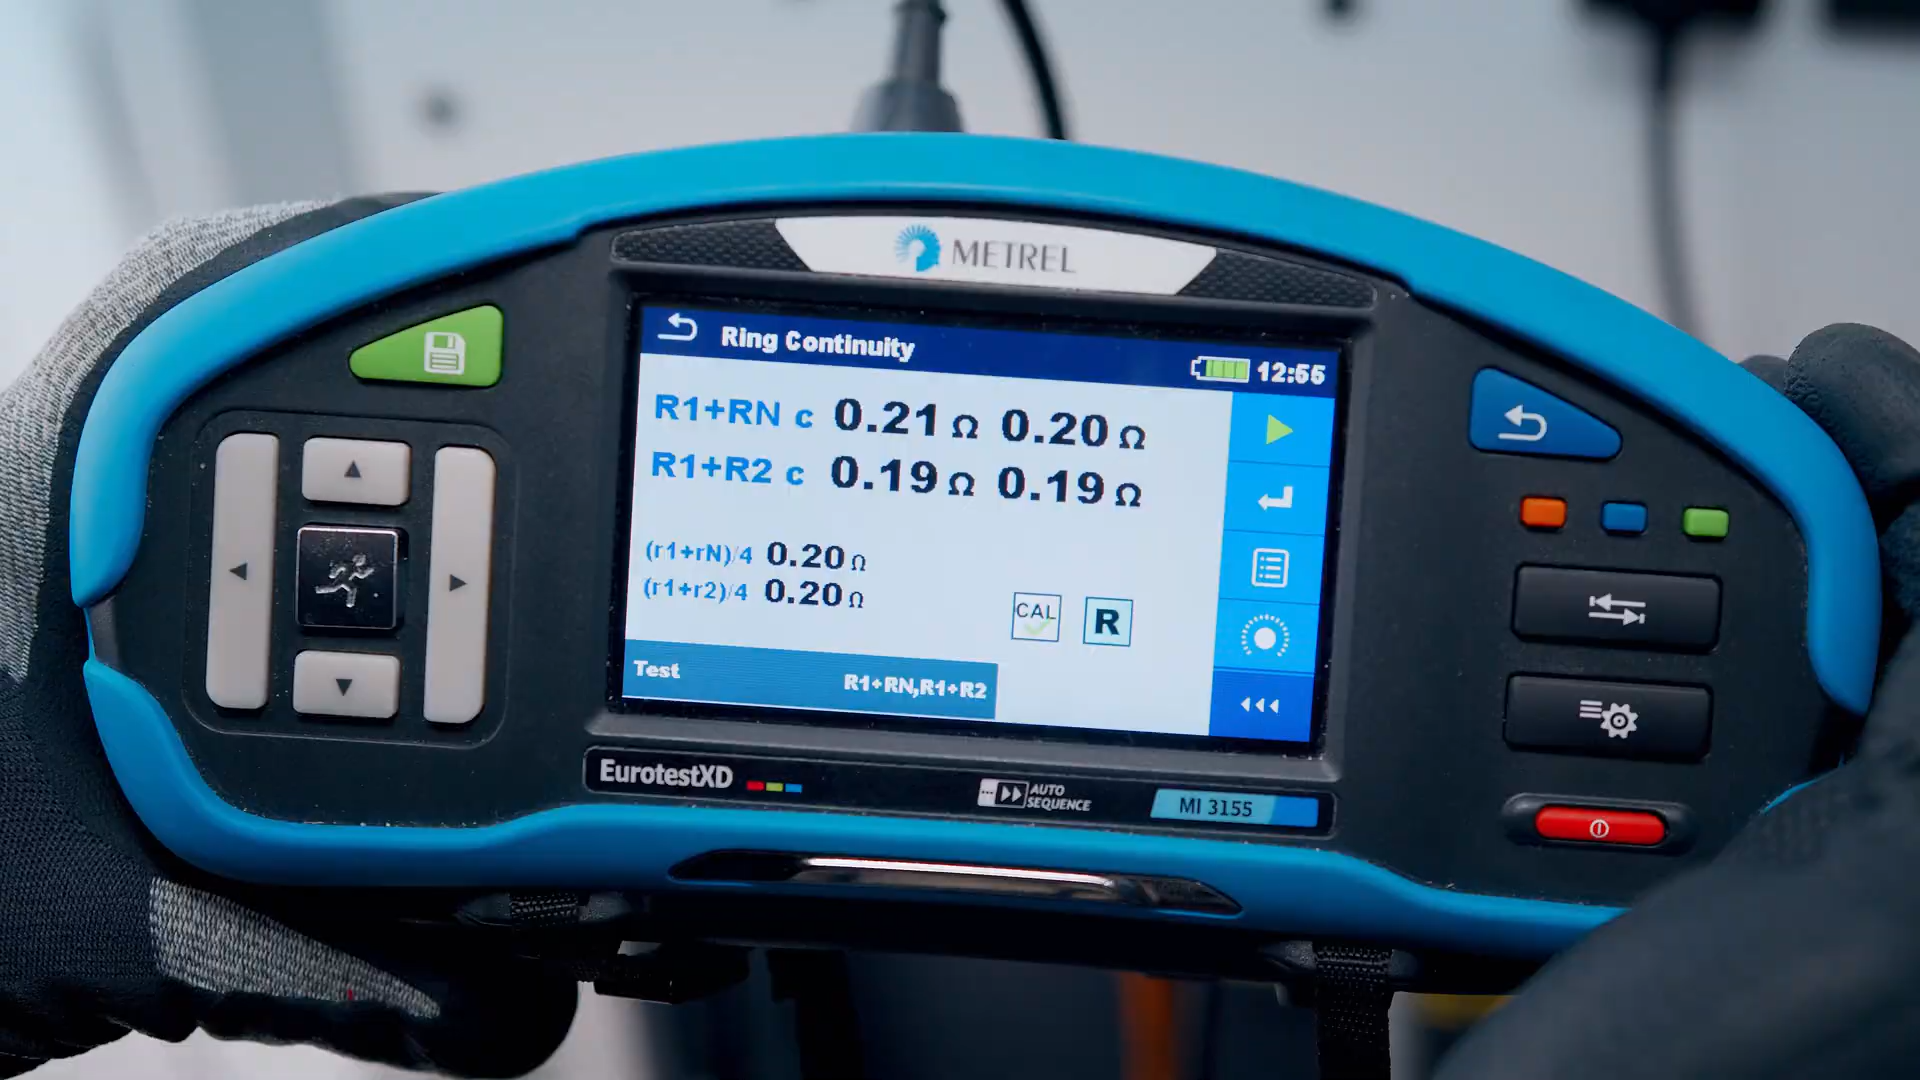 METREL
Ring Continuity 12:55
R1+RN c 0.21 Ω 0.20 Ω
R1+R2 c 0.19 Ω 0.19 Ω
(r1+rN)/4 0.20 Ω
(r1+r2)/4 0.20 Ω
CAL R
Test R1+RN,R1+R2
EurotestXD AUTO SEQUENCE MI 3155